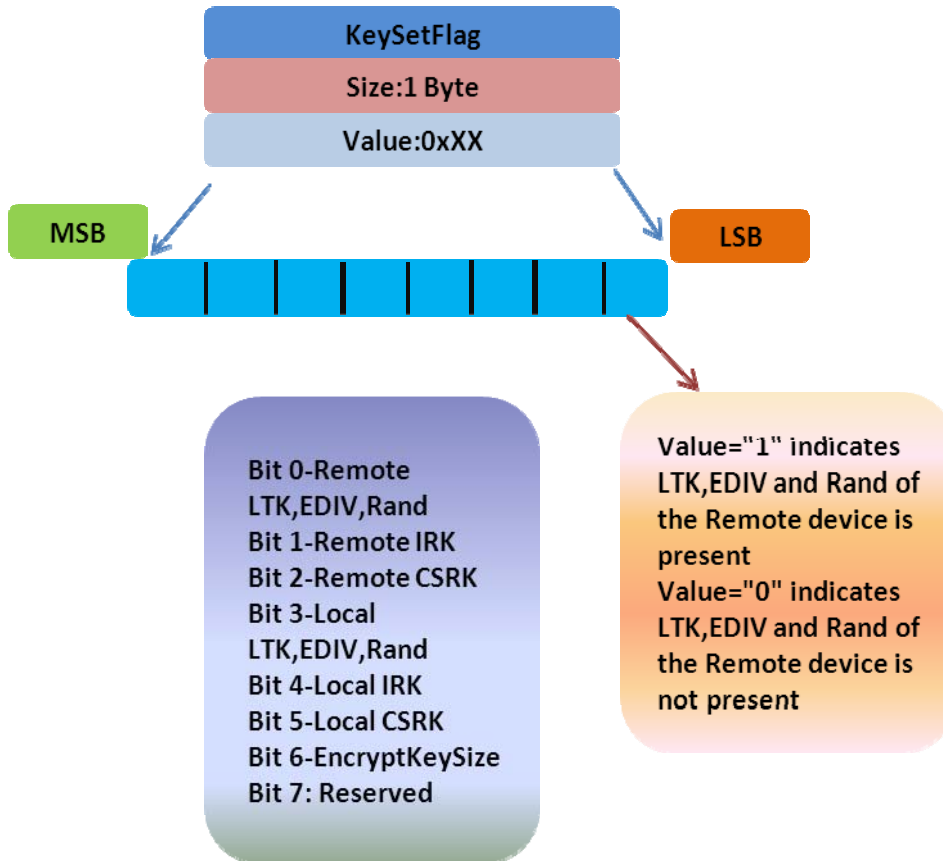 KeySetFlag
Size:1 Byte
Value:0xXX
MSB
LSB
Bit 0-Remote
LTK,EDIV,Rand
Bit 1-Remote IRK
Bit 2-Remote CSRK
Bit 3-Local
LTK,EDIV,Rand
Bit 4-Local IRK
Bit 5-Local CSRK
Bit 6-EncryptKeySize
Bit 7: Reserved
Value="1" indicates
LTK,EDIV and Rand of
the Remote device is
present
Value="0" indicates
LTK,EDIV and Rand of
the Remote device is
not present